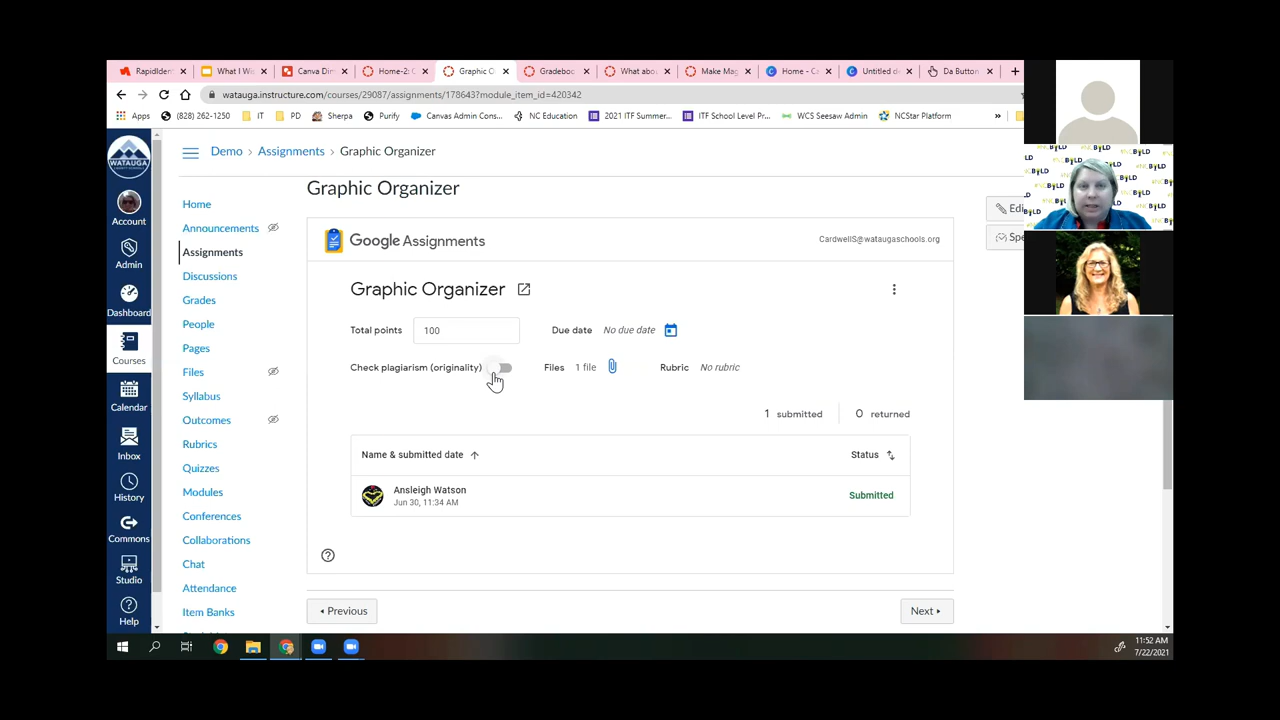 RapidIden
What I Wi
Canva Din
Home-2:
Graphic O
Gradeboo
What abo
Make Mag
Home - Ca
Untitled de
Da Button
watauga.instructure.com/courses/29087/assignments/178643?module_item_id=420342
Apps
(828) 262-1250
IT
PD
Sherpa
Purify
Canvas Admin Cons...
NC Education
2021 ITF Summer...
ITF School Level Pr...
WCS Seesaw Admin
NCStar Platform
»
WATAUGA
Account
Admin
Dashboard
Courses
Calendar
Inbox
History
Commons
Studio
Help
Demo › Assignments › Graphic Organizer
Home
Announcements
Assignments
Discussions
Grades
People
Pages
Files
Syllabus
Outcomes
Rubrics
Quizzes
Modules
Conferences
Collaborations
Chat
Attendance
Item Banks
Graphic Organizer
Edi
Spe
Google Assignments
CardwellS@wataugaschools.org
Graphic Organizer
Total points 100 Due date No due date
Check plagiarism (originality) Files 1 file Rubric No rubric
1 submitted 0 returned
Name & submitted date Status
Ansleigh Watson
Jun 30, 11:34 AM
Submitted
Previous
Next
11:52 AM
7/22/2021